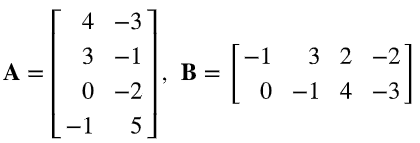 A = [ 4 −3 ; 3 −1 ; 0 −2 ; −1 5 ], B = [ −1 3 2 −2 ; 0 −1 4 −3 ]